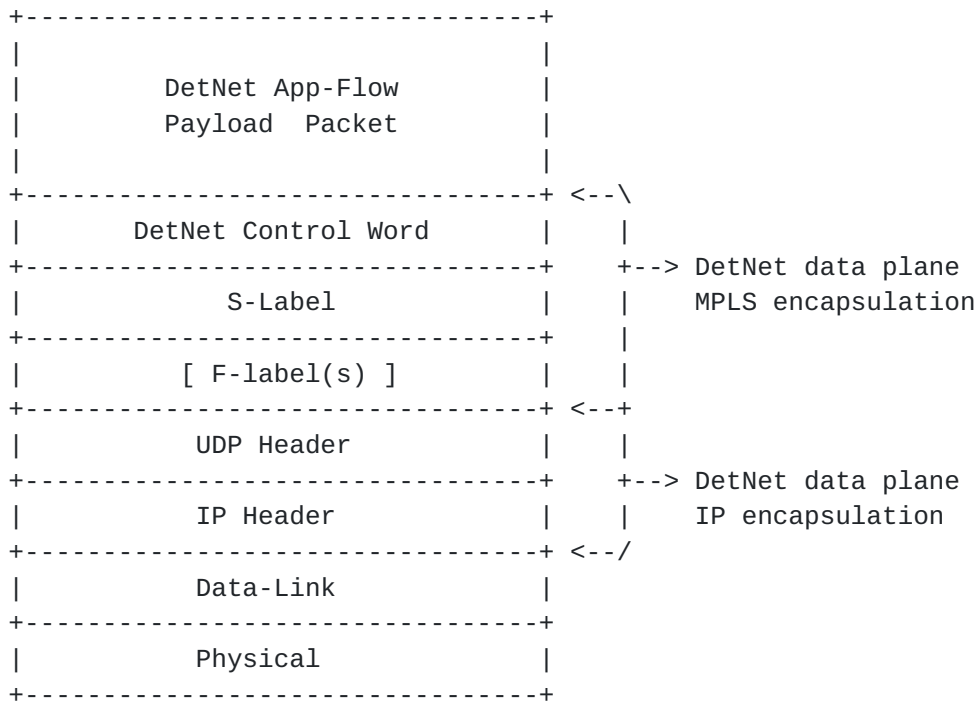 +---------------------------------+
|                                 |
|         DetNet App-Flow         |
|         Payload  Packet         |
|                                 |
+---------------------------------+ <--\
|       DetNet Control Word       |    |
+---------------------------------+    +--> DetNet data plane
|             S-Label             |    |    MPLS encapsulation
+---------------------------------+    |
|          [ F-label(s) ]         |    |
+---------------------------------+ <--+
|           UDP Header            |    |
+---------------------------------+    +--> DetNet data plane
|           IP Header             |    |    IP encapsulation
+---------------------------------+ <--/
|           Data-Link             |
+---------------------------------+
|           Physical              |
+---------------------------------+